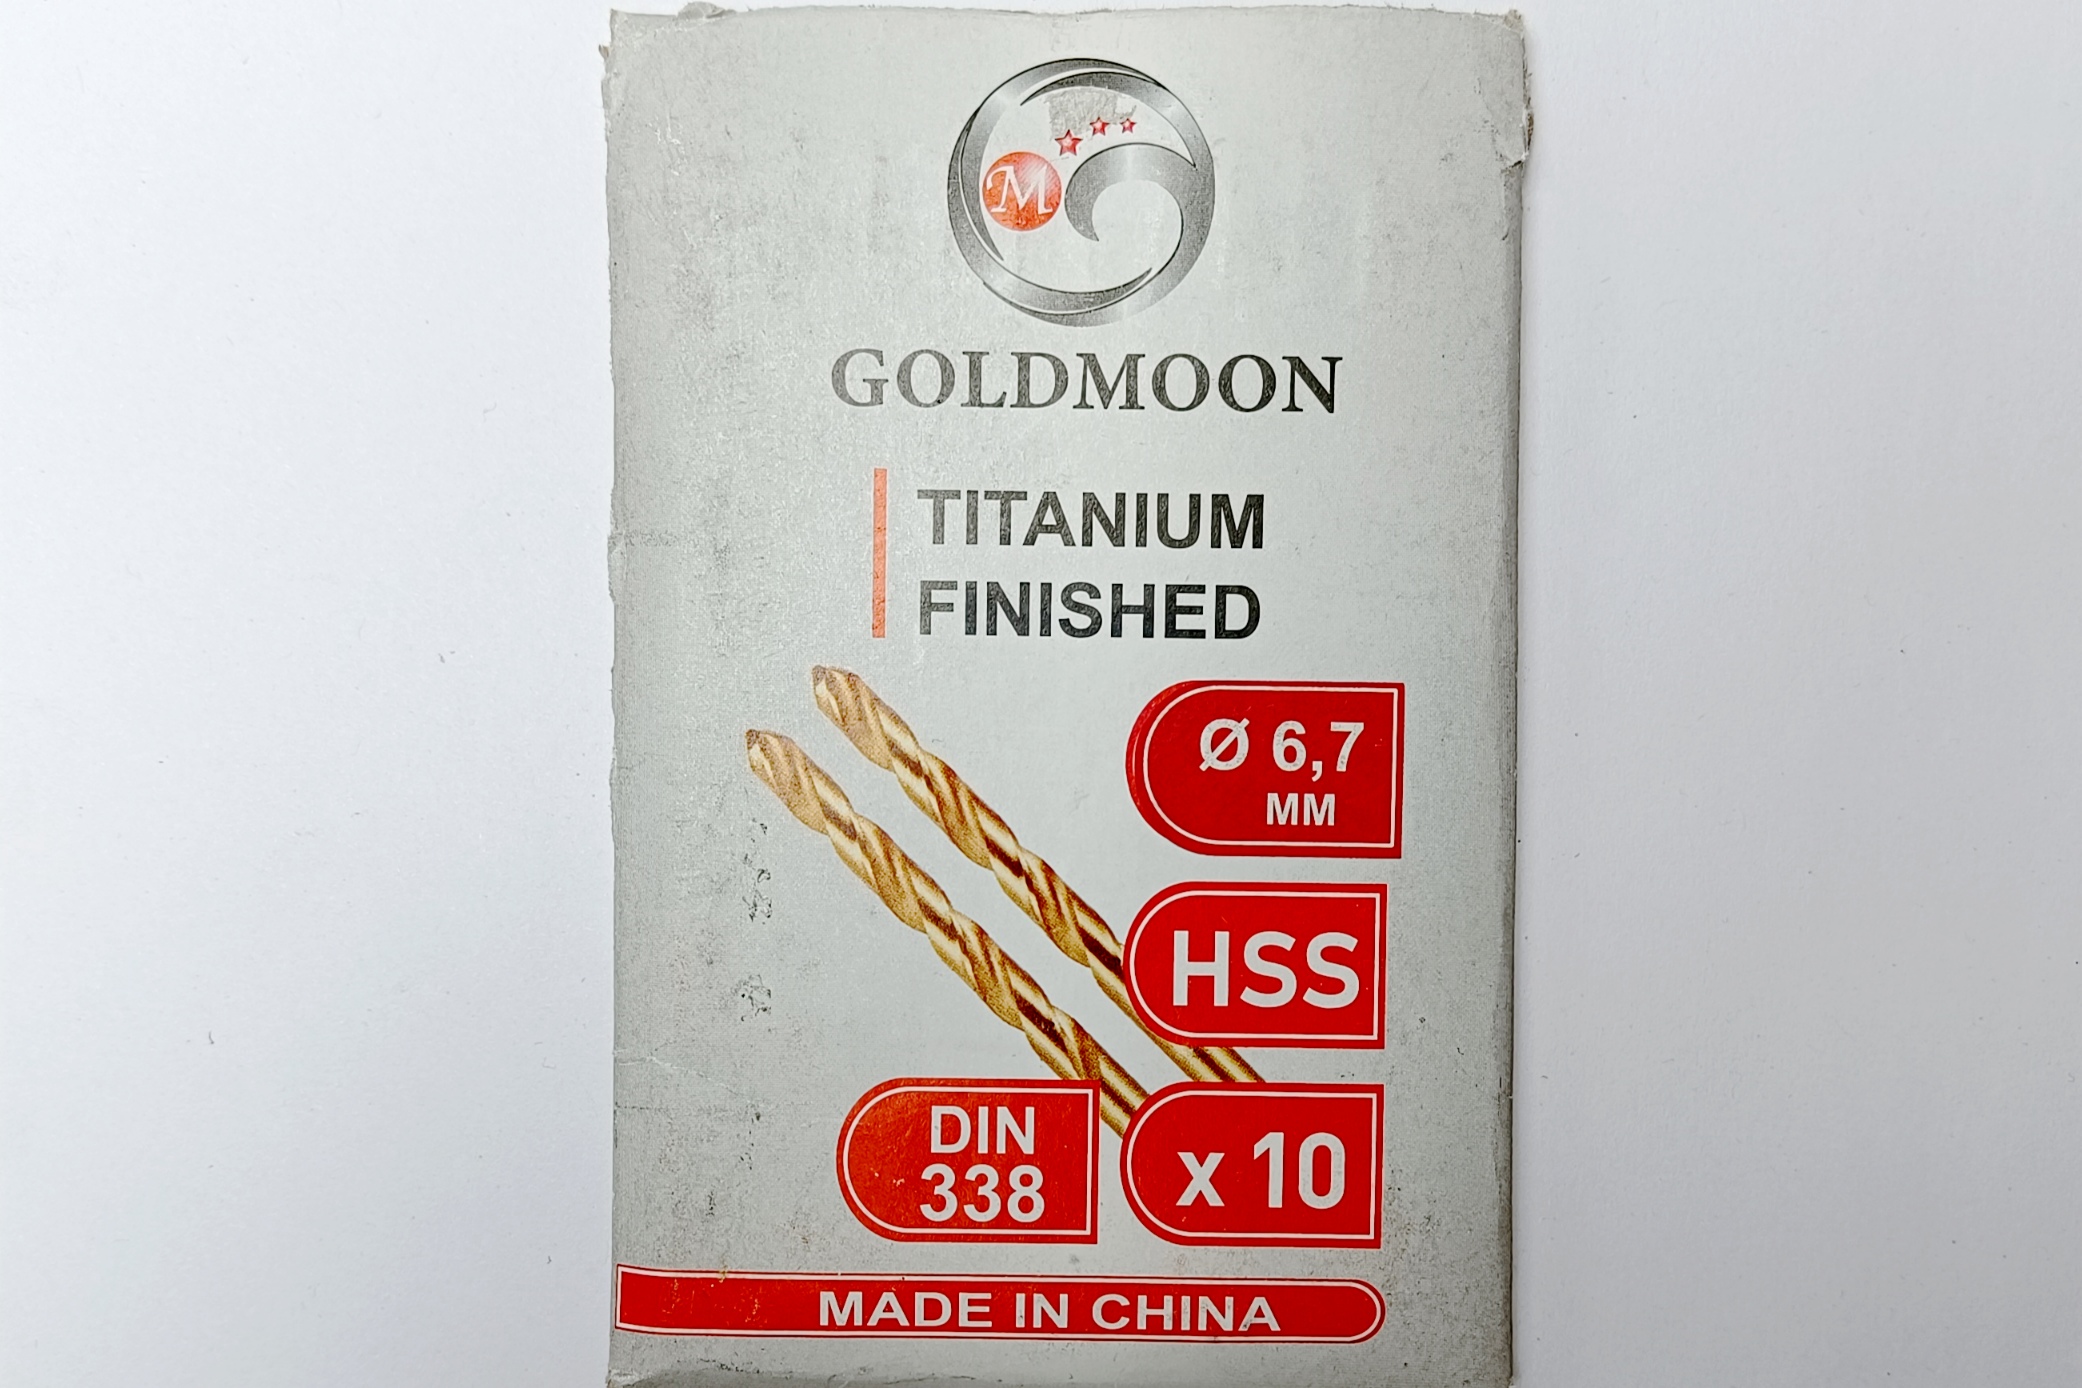 M
GOLDMOON
TITANIUM
FINISHED
Ø 6,7
MM
HSS
DIN
338
x 10
MADE IN CHINA